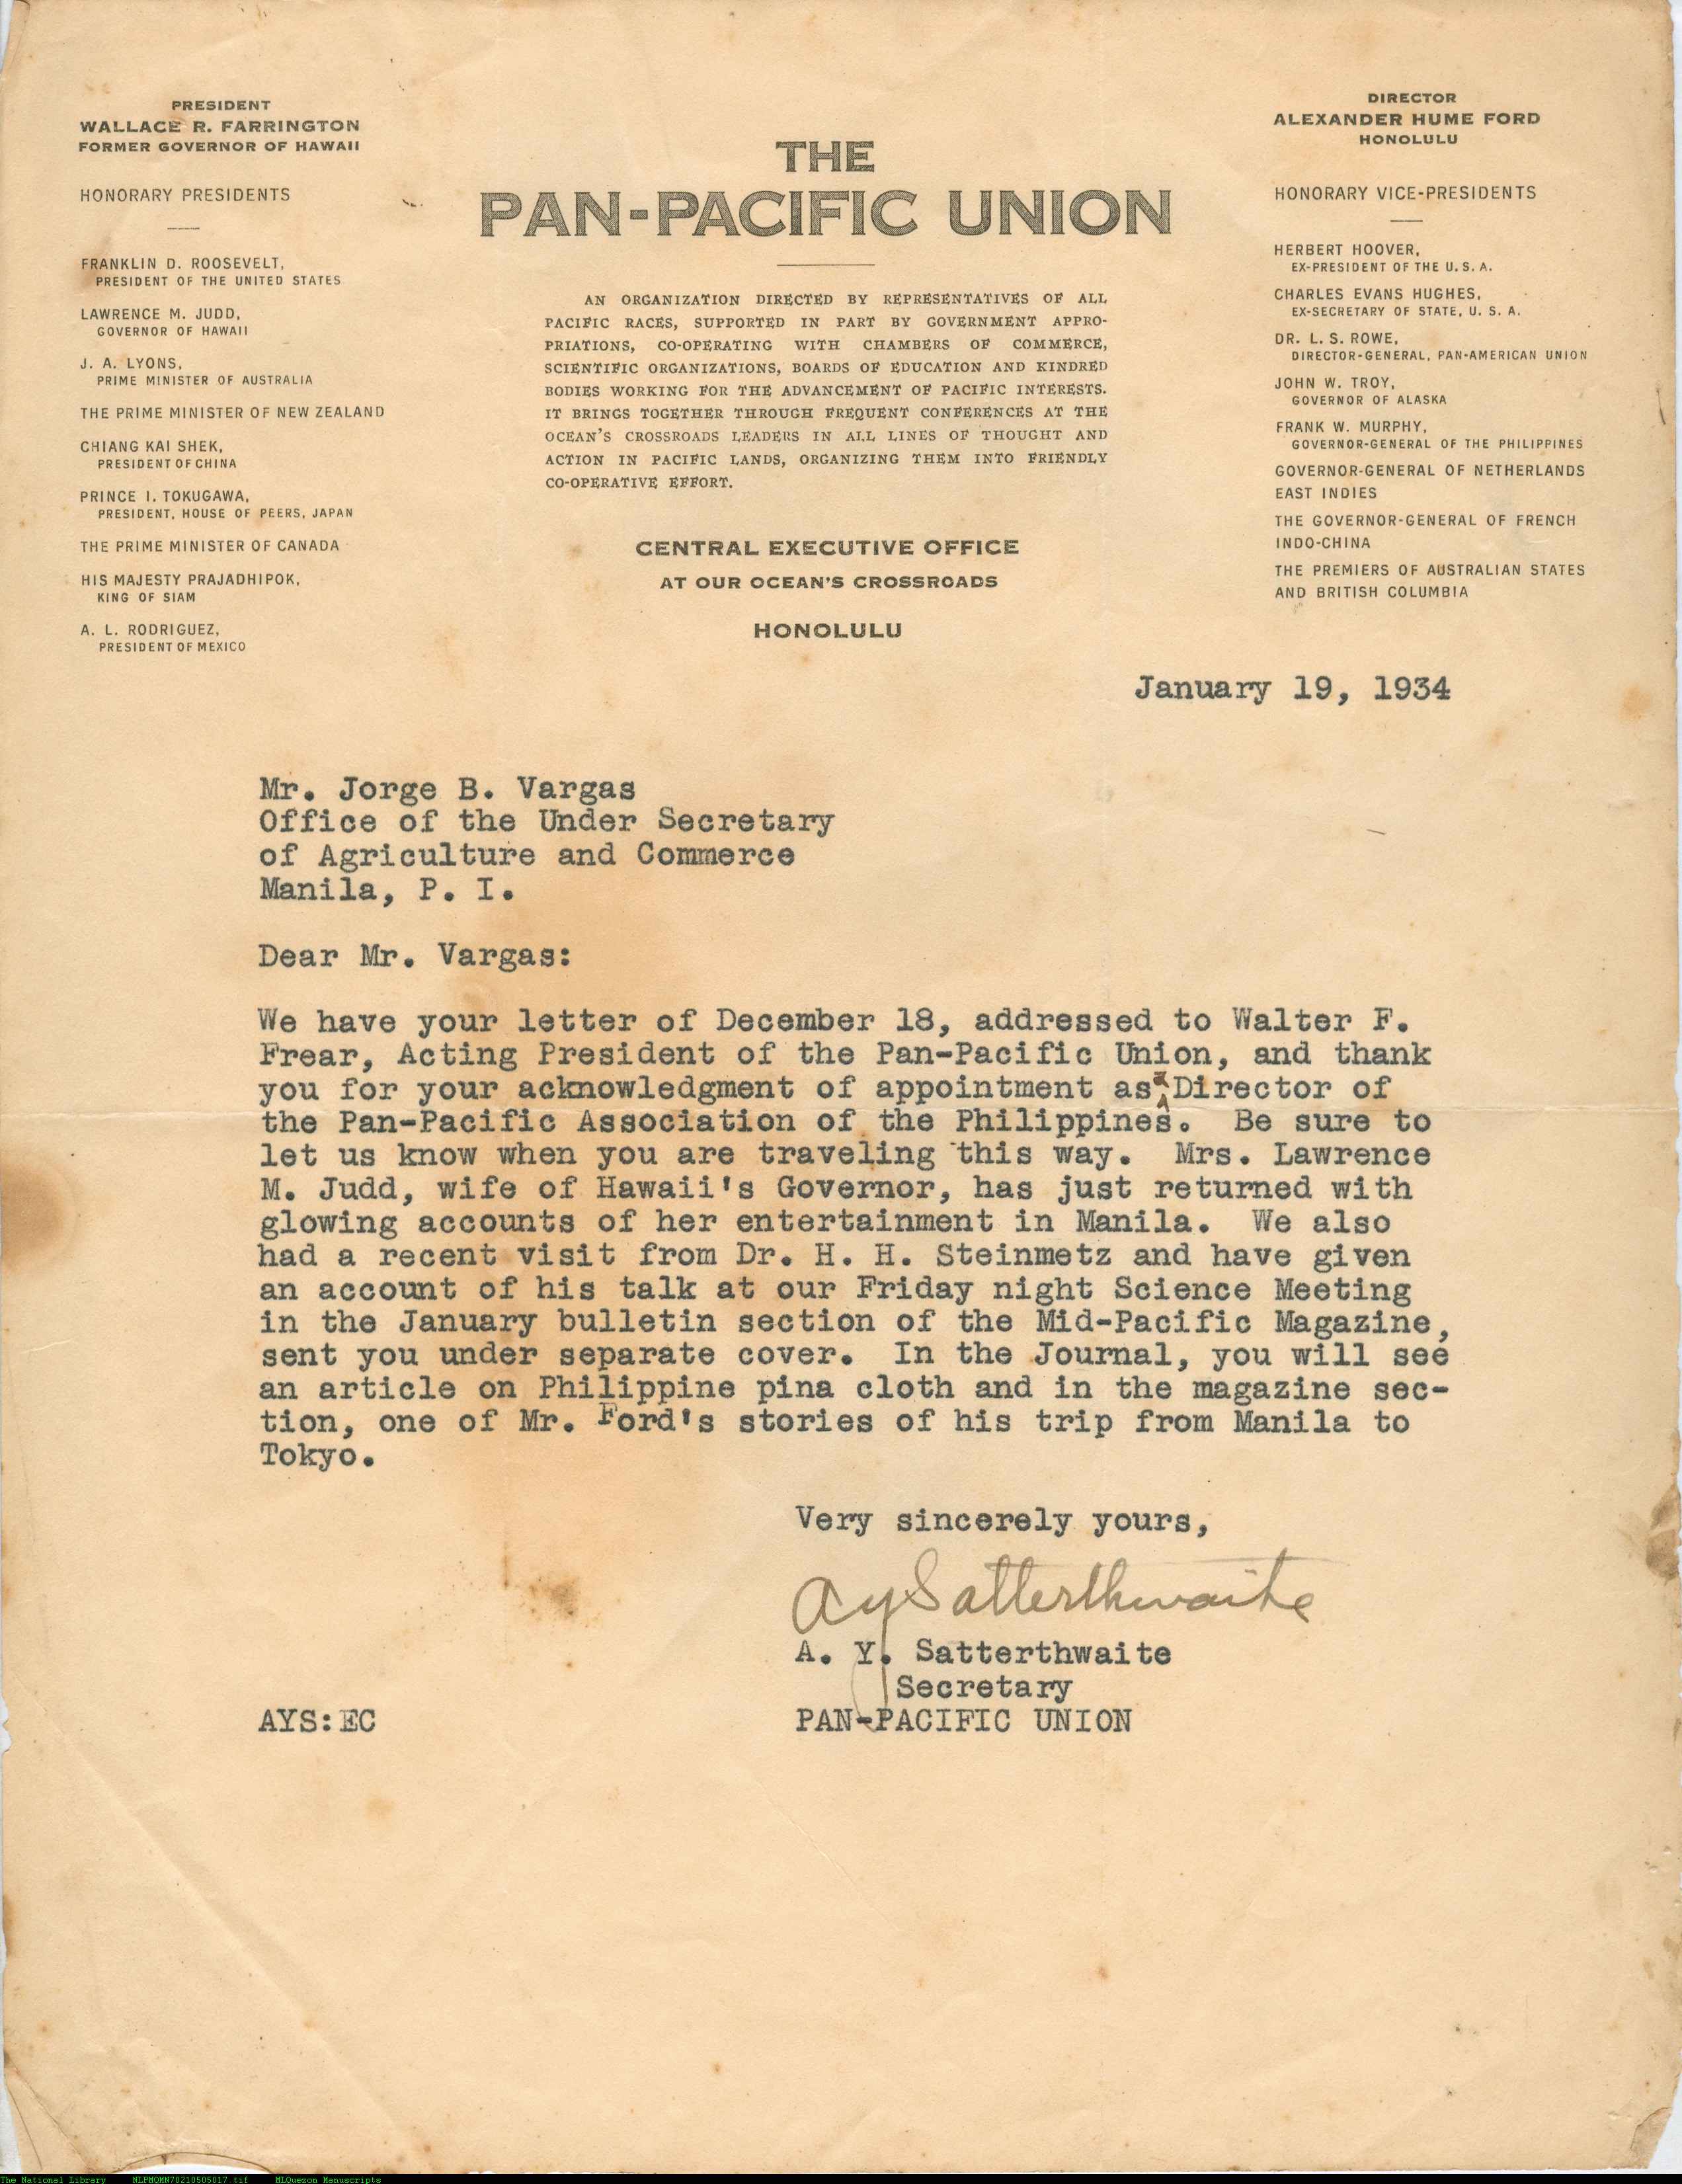 PRESIDENT
WALLACE R. FARRINGTON
FORMER GOVERNOR OF HAWAII
HONORARY PRESIDENTS
FRANKLIN D. ROOSEVELT,
PRESIDENT OF THE UNITED STATES
LAWRENCE M. JUDD,
GOVERNOR OF HAWAII
J. A. LYONS,
PRIME MINISTER OF AUSTRALIA
THE PRIME MINISTER OF NEW ZEALAND
CHIANG KAI SHEK,
PRESIDENT OF CHINA
PRINCE I. TOKUGAWA,
PRESIDENT, HOUSE OF PEERS, JAPAN
THE PRIME MINISTER OF CANADA
HIS MAJESTY PRAJADHIPOK,
KING OF SIAM
A. L. RODRIGUEZ,
PRESIDENT OF MEXICO
THE
PAN-PACIFIC UNION
AN ORGANIZATION DIRECTED BY REPRESENTATIVES OF ALL
PACIFIC RACES, SUPPORTED IN PART BY GOVERNMENT APPRO-
PRIATIONS, CO-OPERATING WITH CHAMBERS OF COMMERCE,
SCIENTIFIC ORGANIZATIONS, BOARDS OF EDUCATION AND KINDRED
BODIES WORKING FOR THE ADVANCEMENT OF PACIFIC INTERESTS.
IT BRINGS TOGETHER THROUGH FREQUENT CONFERENCES AT THE
OCEAN'S CROSSROADS LEADERS IN ALL LINES OF THOUGHT AND
ACTION IN PACIFIC LANDS, ORGANIZING THEM INTO FRIENDLY
CO-OPERATIVE EFFORT.
CENTRAL EXECUTIVE OFFICE
AT OUR OCEAN'S CROSSROADS
HONOLULU
DIRECTOR
ALEXANDER HUME FORD
HONOLULU
HONORARY VICE-PRESIDENTS
HERBERT HOOVER,
EX-PRESIDENT OF THE U. S. A.
CHARLES EVANS HUGHES,
EX-SECRETARY OF STATE, U. S. A.
DR. L. S. ROWE,
DIRECTOR-GENERAL, PAN-AMERICAN UNION
JOHN W. TROY,
GOVERNOR OF ALASKA
FRANK W. MURPHY,
GOVERNOR-GENERAL OF THE PHILIPPINES
GOVERNOR-GENERAL OF NETHERLANDS
EAST INDIES
THE GOVERNOR-GENERAL OF FRENCH
INDO-CHINA
THE PREMIERS OF AUSTRALIAN STATES
AND BRITISH COLUMBIA
January 19, 1934
Mr. Jorge B. Vargas
Office of the Under Secretary
of Agriculture and Commerce
Manila, P. I.
Dear Mr. Vargas:
We have your letter of December 18, addressed to Walter F.
Frear, Acting President of the Pan-Pacific Union, and thank
you for your acknowledgment of appointment as a Director of
the Pan-Pacific Association of the Philippines. Be sure to
let us know when you are traveling this way. Mrs. Lawrence
M. Judd, wife of Hawaii's Governor, has just returned with
glowing accounts of her entertainment in Manila. We also
had a recent visit from Dr. H. H. Steinmetz and have given
an account of his talk at our Friday night Science Meeting
in the January bulletin section of the Mid-Pacific Magazine,
sent you under separate cover. In the Journal, you will see
an article on Philippine pina cloth and in the magazine sec-
tion, one of Mr. Ford's stories of his trip from Manila to
Tokyo.
Very sincerely yours,
A Y Satterthwaite
A. Y. Satterthwaite
Secretary
AYS:EC PAN-PACIFIC UNION
The National Library NLPMQMN70210505017.tif MLQuezon Manuscripts